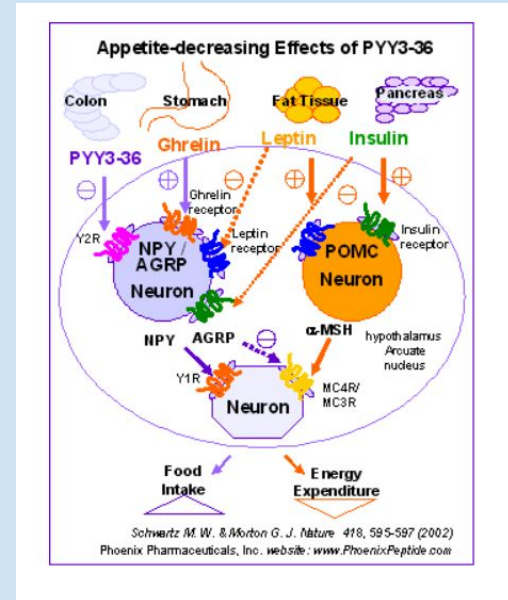 Appetite-decreasing Effects of PYY3-36
Colon
Stomach
Fat Tissue
Pancreas
PYY3-36
Ghrelin
Leptin
Insulin
Ghrelin
receptor
Y2R
NPY /
AGRP
Neuron
Leptin
receptor
POMC
Neuron
Insulin
receptor
NPY
AGRP
α-MSH
hypothalamus
Arouate
nucleus
Y1R
Neuron
MC4R/
MC3R
Food
Intake
Energy
Expenditure
Schwartz M. W. & Morton G. J. Nature 418, 595-597 (2002)
Phoenix Pharmaceuticals, Inc. website: www.PhoenixPeptide.com